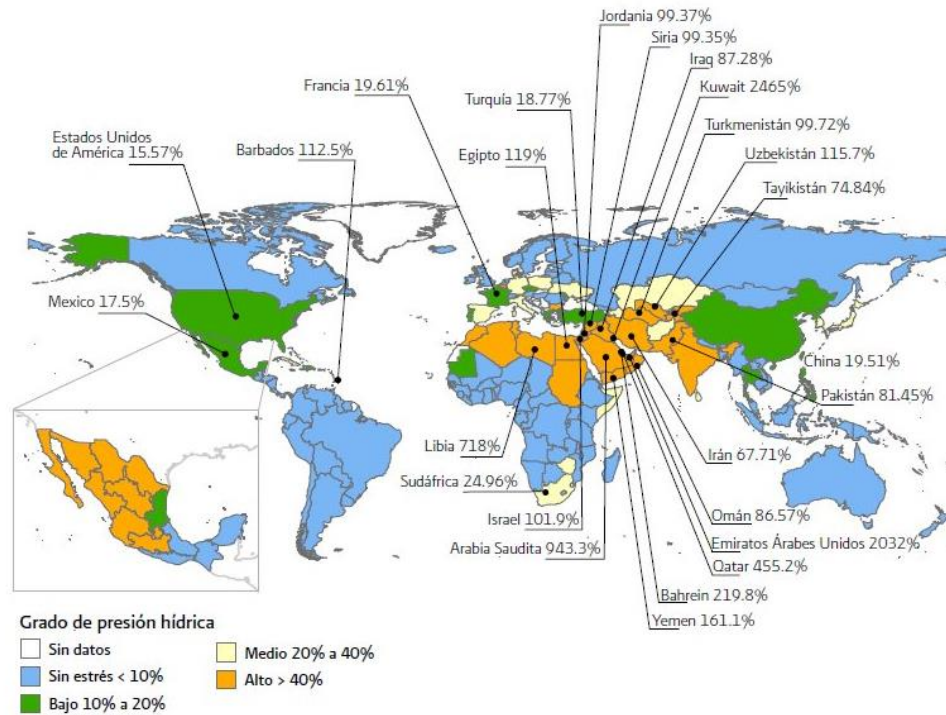 Jordania 99.37%
Siria 99.35%
Iraq 87.28%
Kuwait 2465%
Turkmenistán 99.72%
Uzbekistán 115.7%
Tayikistán 74.84%
Francia 19.61%
Turquía 18.77%
Egipto 119%
Estados Unidos
de América 15.57%
Barbados 112.5%
Mexico 17.5%
China 19.51%
Pakistán 81.45%
Libia 718%
Irán 67.71%
Sudáfrica 24.96%
Israel 101.9%
Omán 86.57%
Arabia Saudita 943.3%
Emiratos Árabes Unidos 2032%
Qatar 455.2%
Bahrein 219.8%
Yemen 161.1%
Grado de presión hídrica
Sin datos
Sin estrés < 10%
Bajo 10% a 20%
Medio 20% a 40%
Alto > 40%